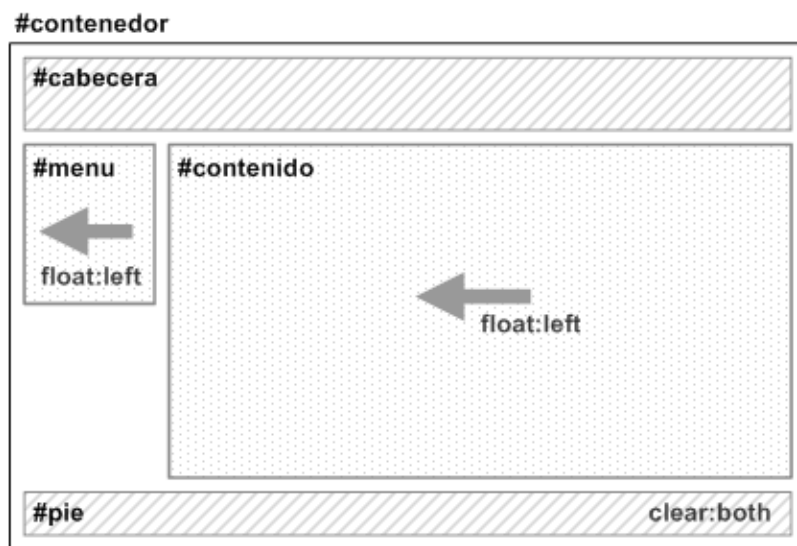 #contenedor
#cabecera
#menu
#contenido
float:left
float:left
#pie
clear:both